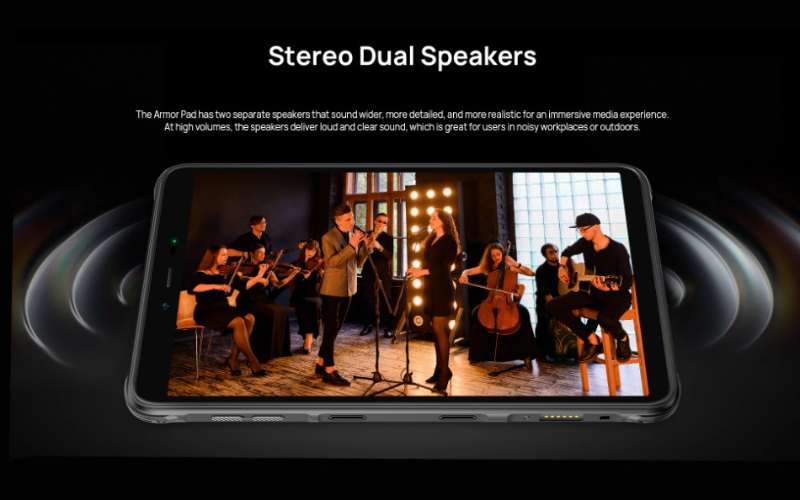 Stereo Dual Speakers
The Armor Pad has two separate speakers that sound wider, more detailed, and more realistic for an immersive media experience.
At high volumes, the speakers deliver loud and clear sound, which is great for users in noisy workplaces or outdoors.